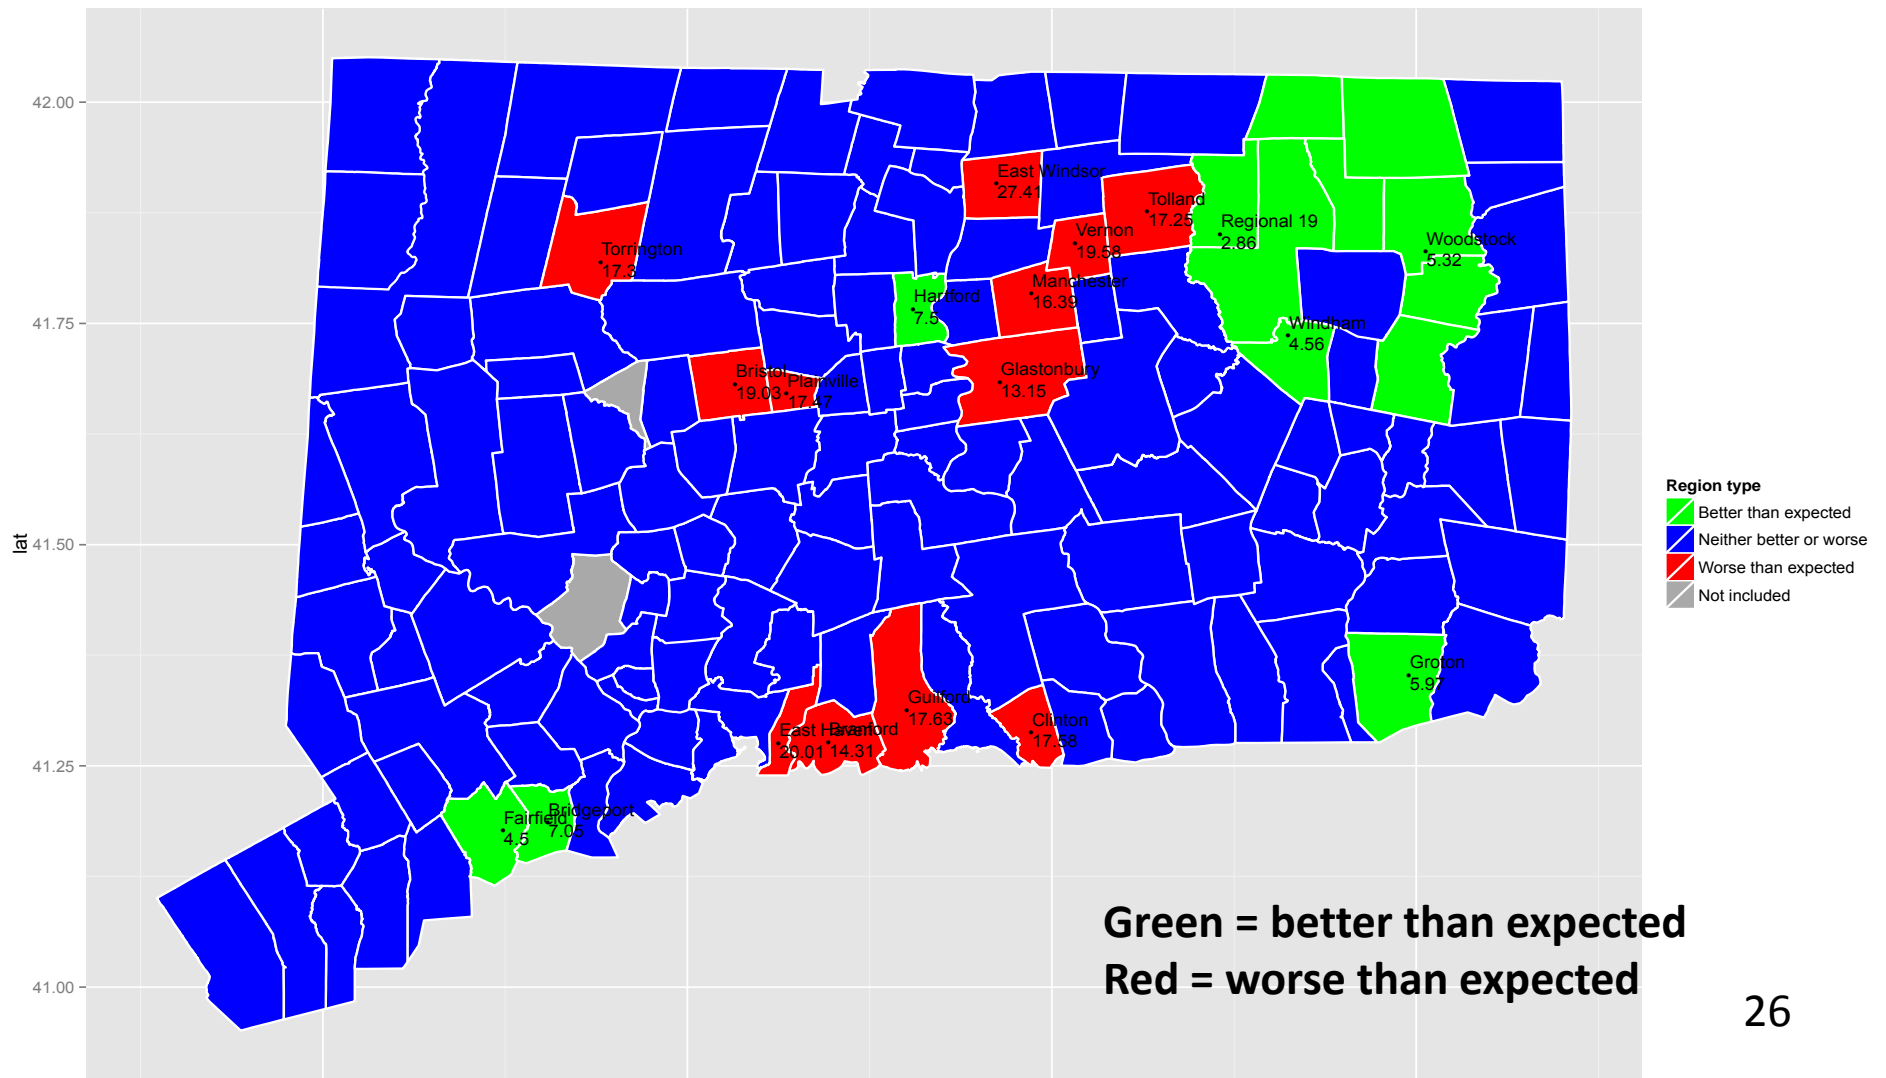 42.00
41.75
41.50
41.25
41.00
lat
East Windsor
27.41
Tolland
17.25
Regional 19
2.86
Vernon
19.58
Woodstock
5.32
Torrington
17.3
Manchester
16.39
Hartford
7.5
Windham
4.56
Glastonbury
13.15
Bristol
19.03
Plainville
17.47
Groton
5.97
Guilford
17.63
Clinton
17.58
East Haven
20.01
Branford
14.31
Bridgeport
7.05
Fairfield
4.5
Region type
Better than expected
Neither better or worse
Worse than expected
Not included
Green = better than expected
Red = worse than expected
26